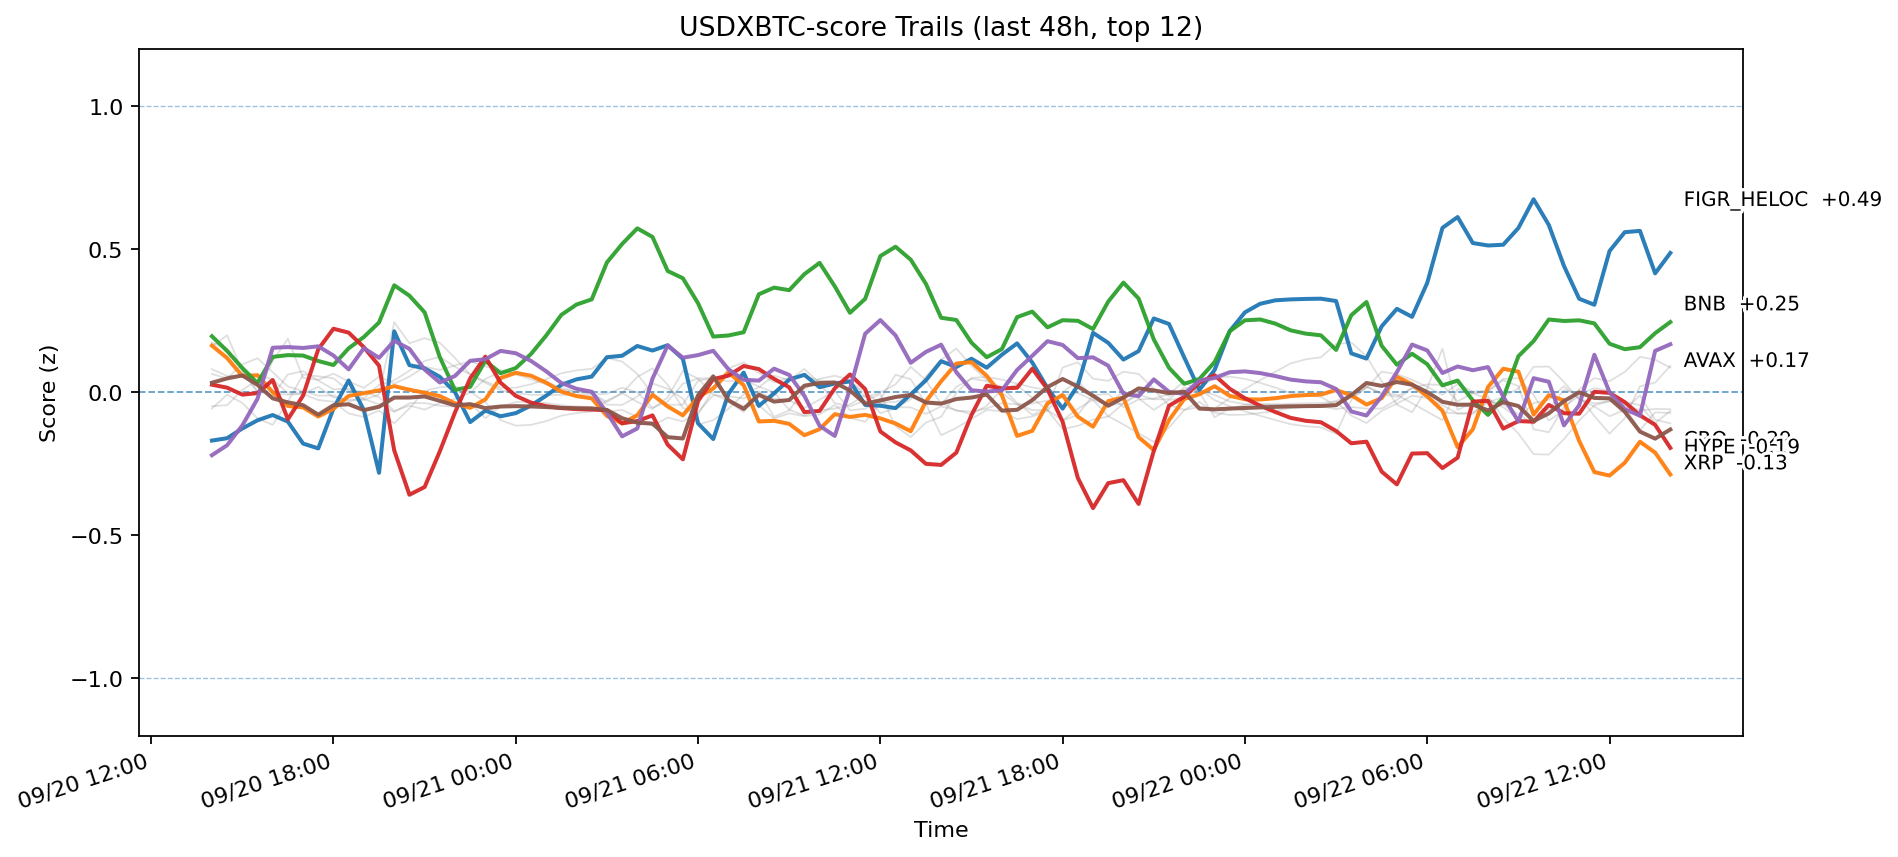 USDXBTC-score Trails (last 48h, top 12)
Score (z)
1.0
0.5
0.0
−0.5
−1.0
FIGR_HELOC +0.49
BNB +0.25
AVAX +0.17
HYPE -0.19
XRP -0.13
09/20 12:00
09/20 18:00
09/21 00:00
09/21 06:00
09/21 12:00
09/21 18:00
09/22 00:00
09/22 06:00
09/22 12:00
Time